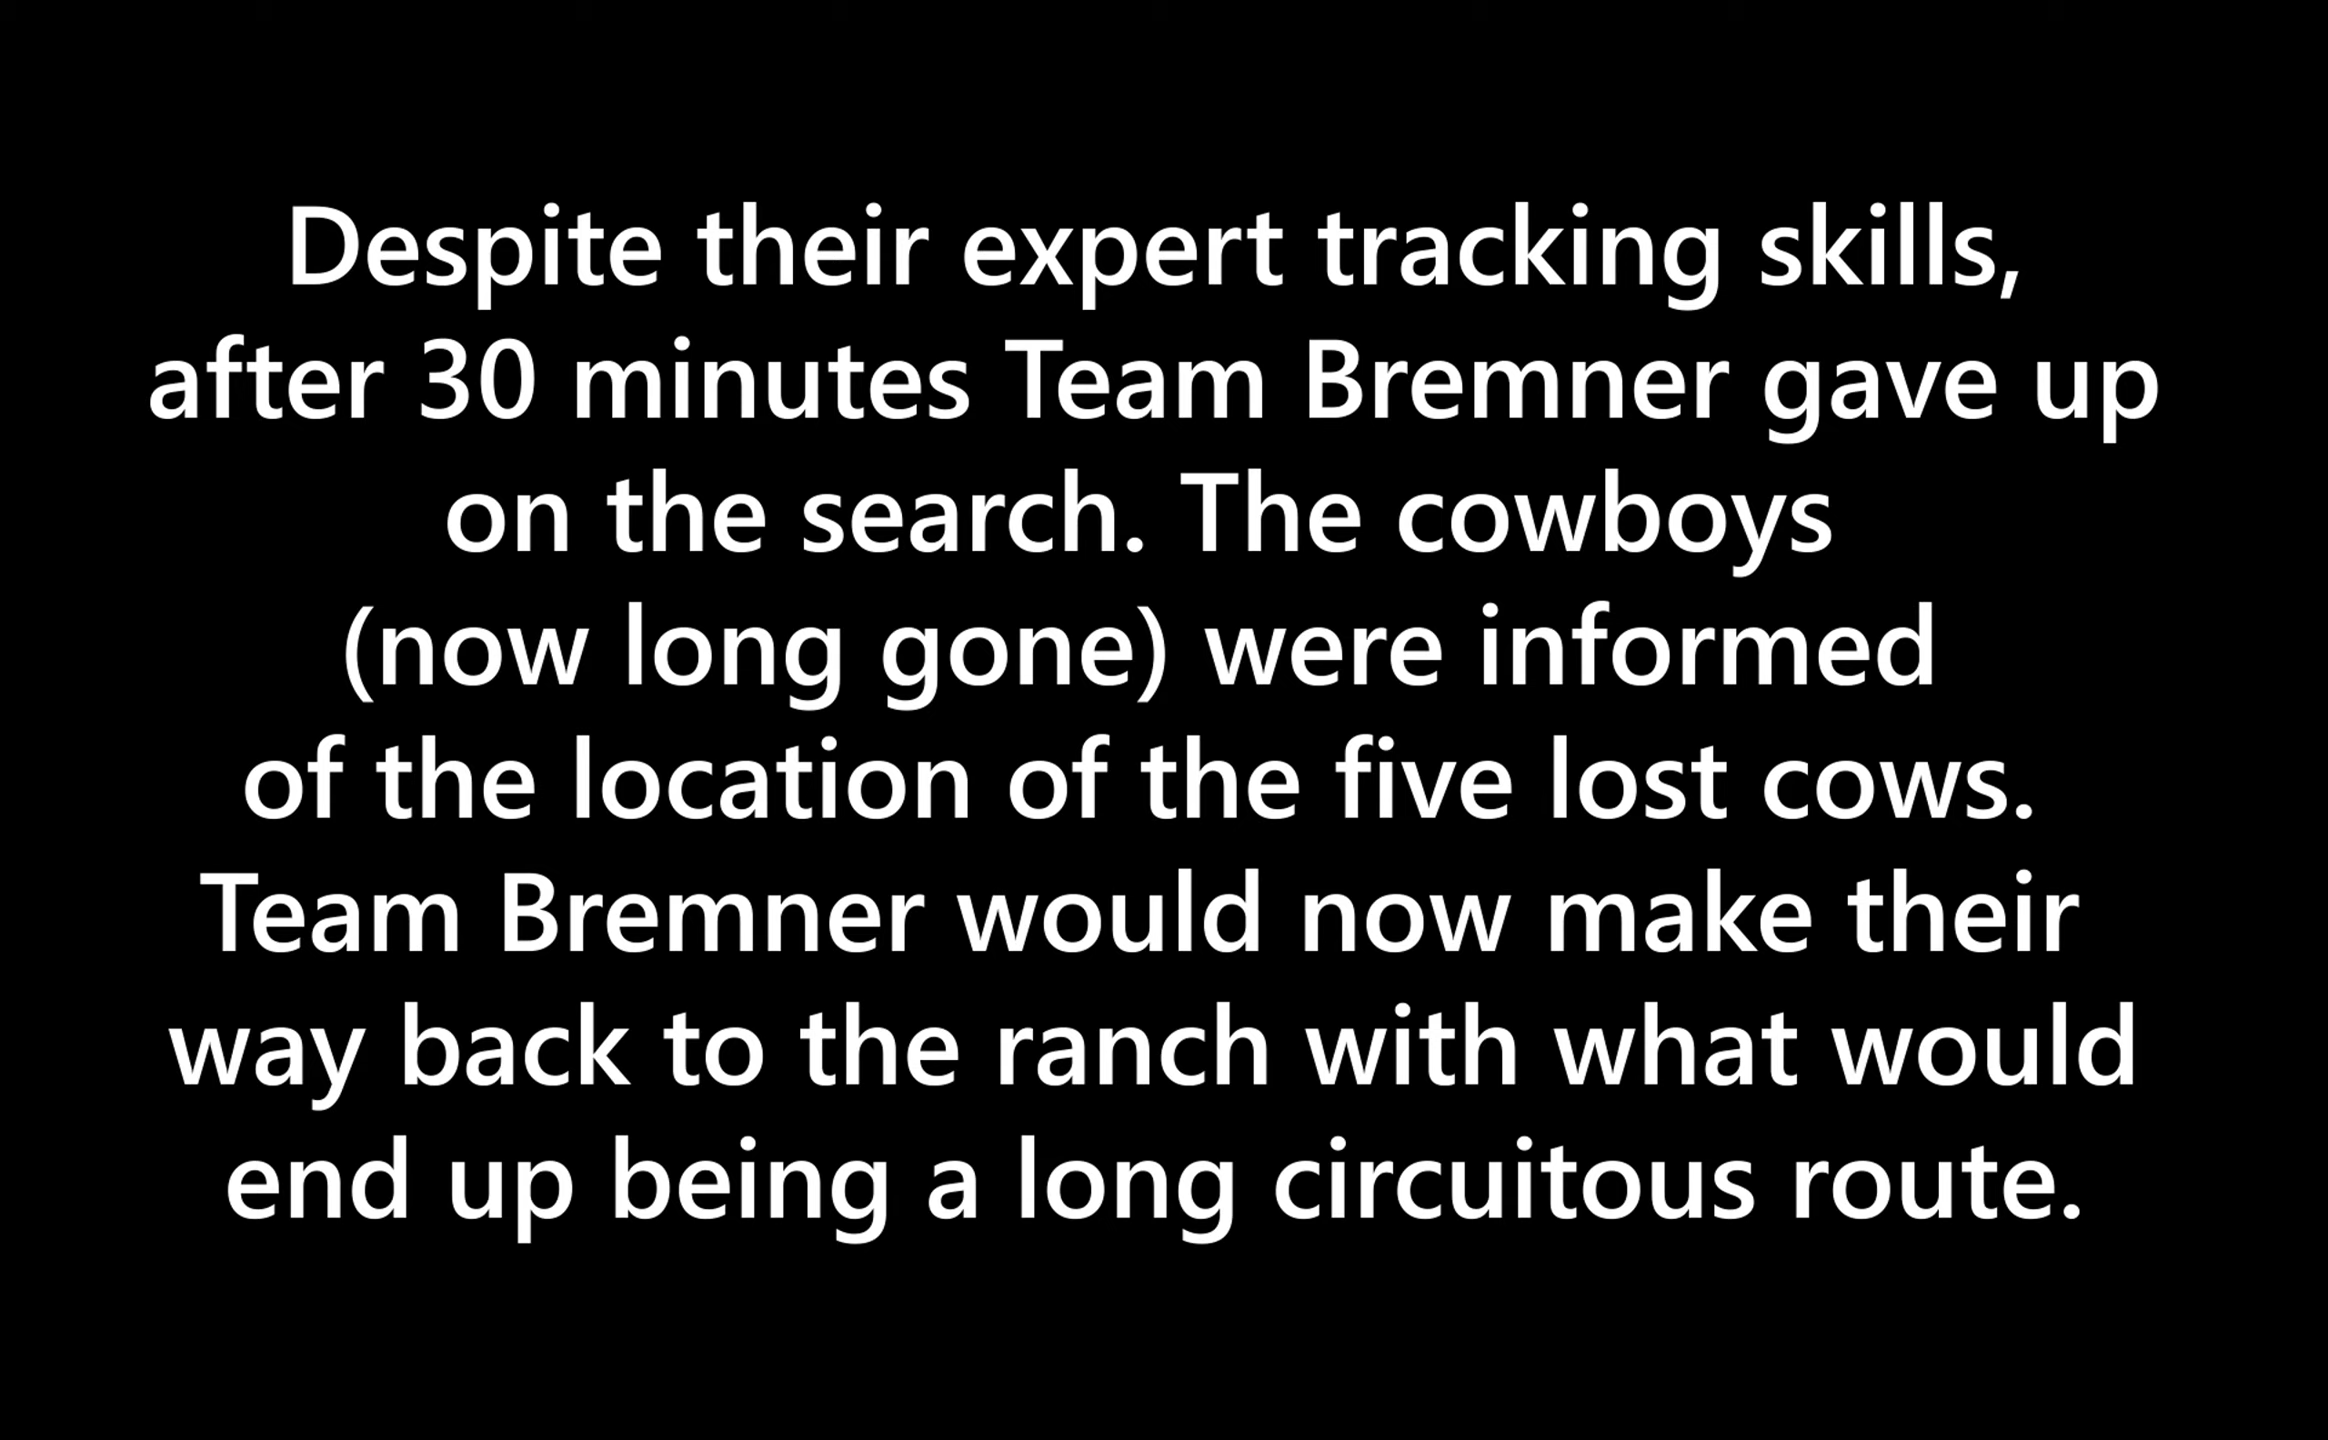 Despite their expert tracking skills,
after 30 minutes Team Bremner gave up
on the search. The cowboys
(now long gone) were informed
of the location of the five lost cows.
Team Bremner would now make their
way back to the ranch with what would
end up being a long circuitous route.